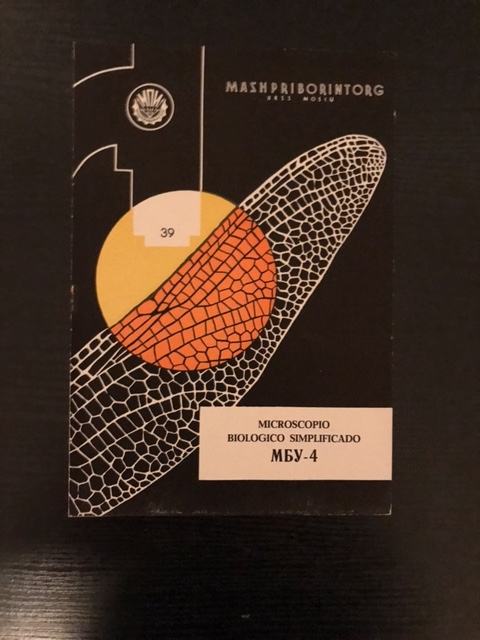 MASHPRIBORINTORG
URSS MOSCU
39
MICROSCOPIO
BIOLOGICO SIMPLIFICADO
МБУ-4